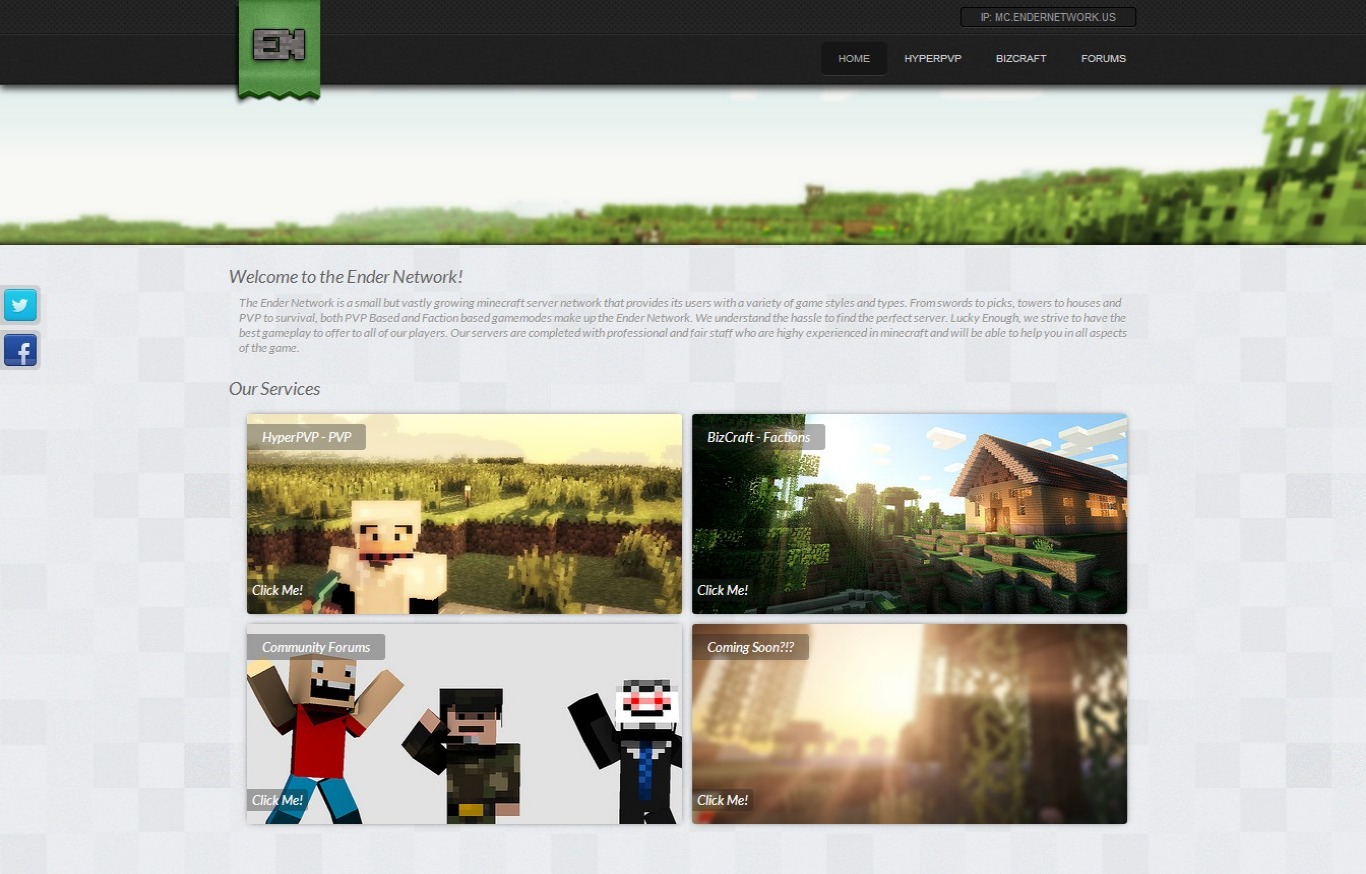 IP: MC.ENDERNETWORK.US
EN
HOME HYPERPVP BIZCRAFT FORUMS
Welcome to the Ender Network!
The Ender Network is a small but vastly growing minecraft server network that provides its users with a variety of game styles and types. From swords to picks, towers to houses and
PVP to survival, both PVP Based and Faction based gamemodes make up the Ender Network. We understand the hassle to find the perfect server. Lucky Enough, we strive to have the
best gameplay to offer to all of our players. Our servers are completed with professional and fair staff who are highy experienced in minecraft and will be able to help you in all aspects
of the game.
Our Services
HyperPVP - PVP
Click Me!
BizCraft - Factions
Click Me!
Community Forums
Click Me!
Coming Soon?!?
Click Me!